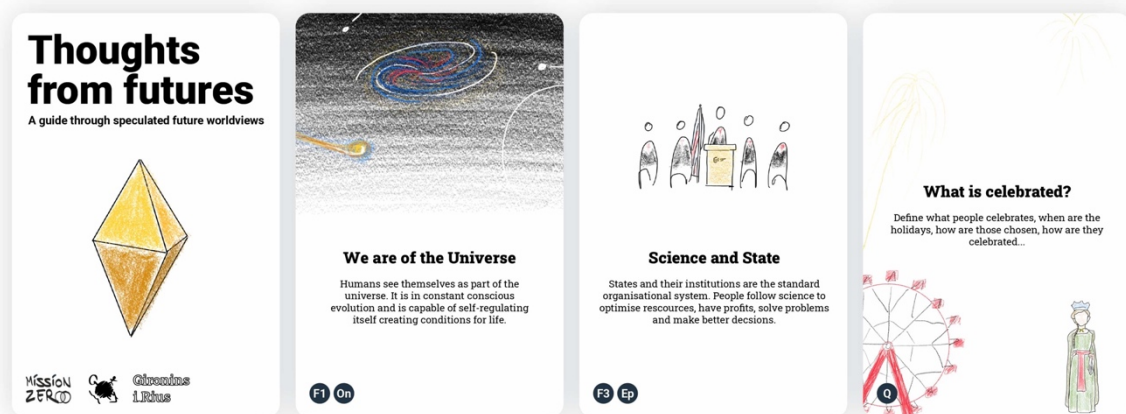 Thoughts
from futures
A guide through speculated future worldviews
MiSSiON
ZEROO
Gironins
i Rius
We are of the Universe
Humans see themselves as part of the
universe. It is in constant conscious
evolution and is capable of self-regulating
itself creating conditions for life.
F1
On
Science and State
States and their institutions are the standard
organisational system. People follow science to
optimise rescources, have profits, solve problems
and make better decsions.
F3
Ep
What is celebrated?
Define what people celebrates, when are the
holidays, how are those chosen, how are they
celebrated...
Q